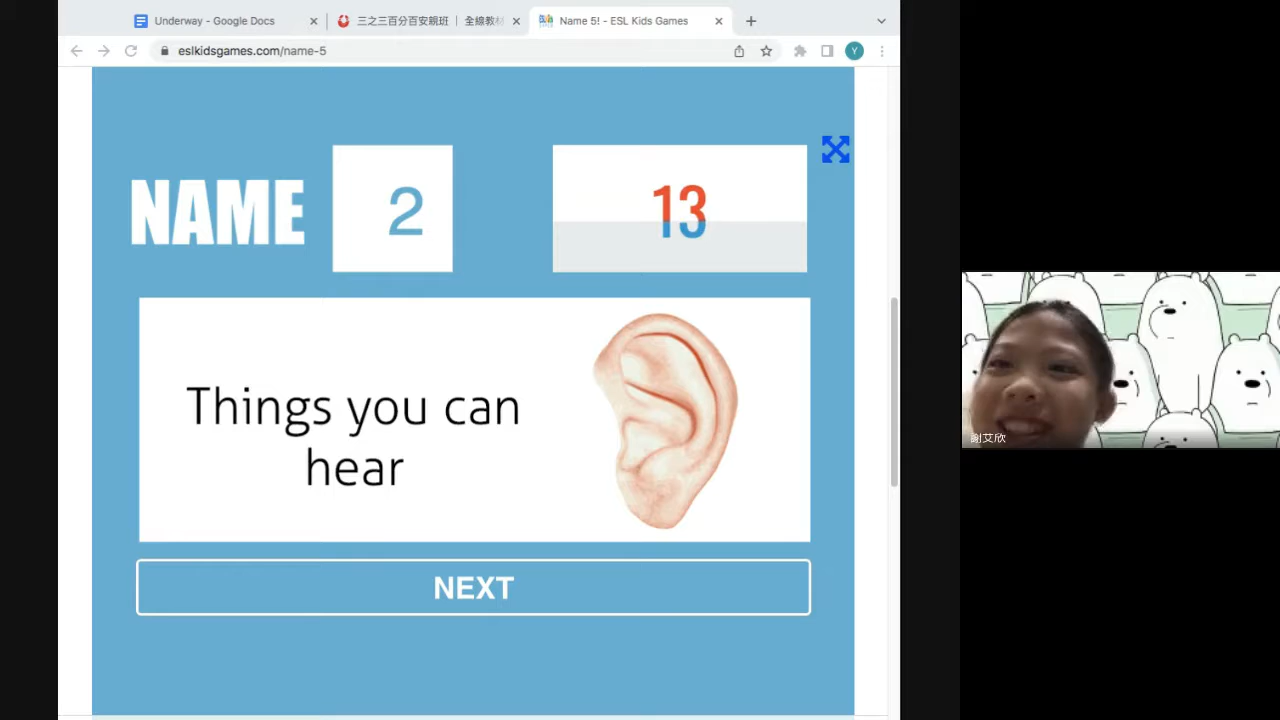 Underway - Google Docs
三之三百分百安親班 | 全線教材
Name 5! - ESL Kids Games
eslkidsgames.com/name-5
Y
NAME
2
13
Things you can
hear
NEXT
謝艾欣